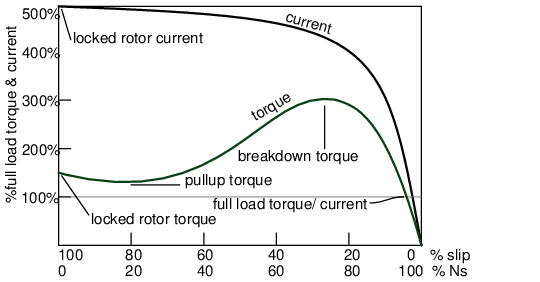 500%
current
locked rotor current
400%
%full load torque & current
300%
torque
200%
breakdown torque
pullup torque
100%
full load torque/ current
locked rotor torque
100 80 60 40 20 0 % slip
0 20 40 60 80 100 % Ns